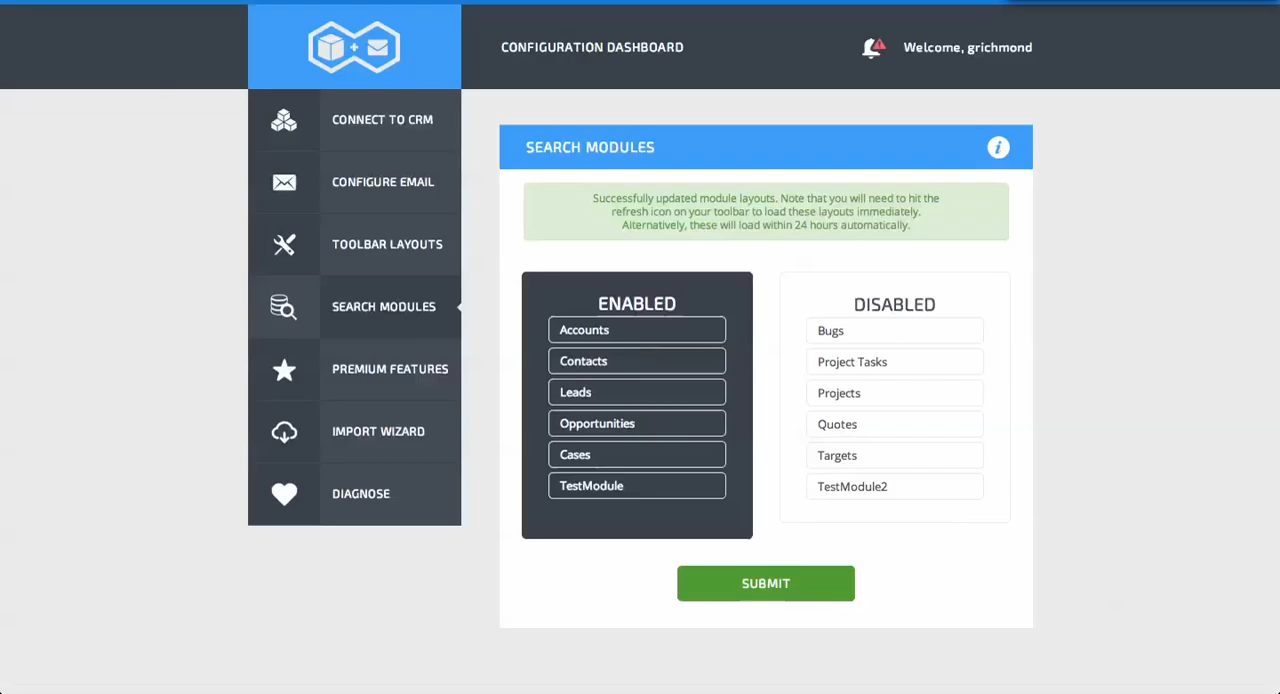 CONFIGURATION DASHBOARD
Welcome, grichmond
CONNECT TO CRM
CONFIGURE EMAIL
TOOLBAR LAYOUTS
SEARCH MODULES
PREMIUM FEATURES
IMPORT WIZARD
DIAGNOSE
SEARCH MODULES
i
Successfully updated module layouts. Note that you will need to hit the
refresh icon on your toolbar to load these layouts immediately.
Alternatively, these will load within 24 hours automatically.
ENABLED
Accounts
Contacts
Leads
Opportunities
Cases
TestModule
DISABLED
Bugs
Project Tasks
Projects
Quotes
Targets
TestModule2
SUBMIT